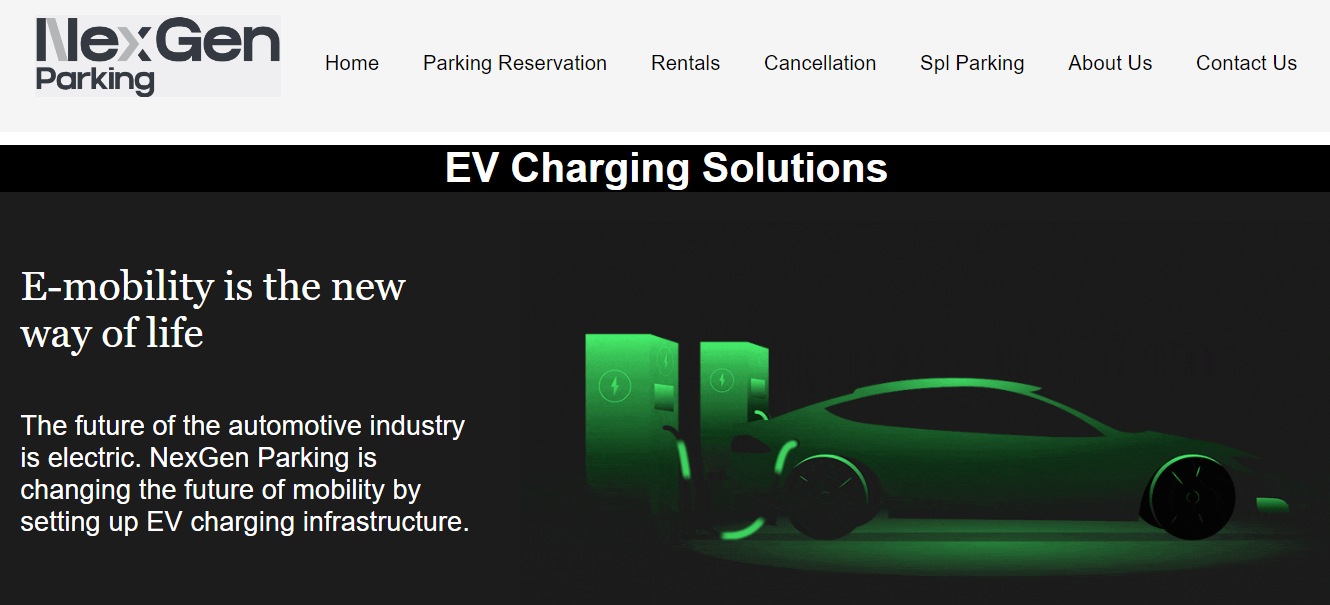 NexGen
Parking
Home Parking Reservation Rentals Cancellation Spl Parking About Us Contact Us
EV Charging Solutions
E-mobility is the new
way of life
The future of the automotive industry
is electric. NexGen Parking is
changing the future of mobility by
setting up EV charging infrastructure.